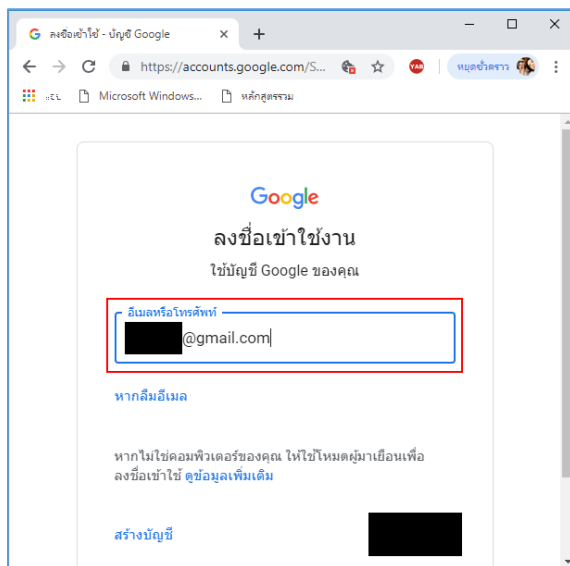 ลงชื่อเข้าใช้ - บัญชี Google
https://accounts.google.com/S...
YAB
หยุดชั่วคราว
Microsoft Windows...
หลักสูตรรวม
Google
ลงชื่อเข้าใช้งาน
ใช้บัญชี Google ของคุณ
อีเมลหรือโทรศัพท์
@gmail.com
หากลืมอีเมล
หากไม่ใช่คอมพิวเตอร์ของคุณ ให้ใช้โหมดผู้มาเยือนเพื่อ
ลงชื่อเข้าใช้ ดูข้อมูลเพิ่มเติม
สร้างบัญชี